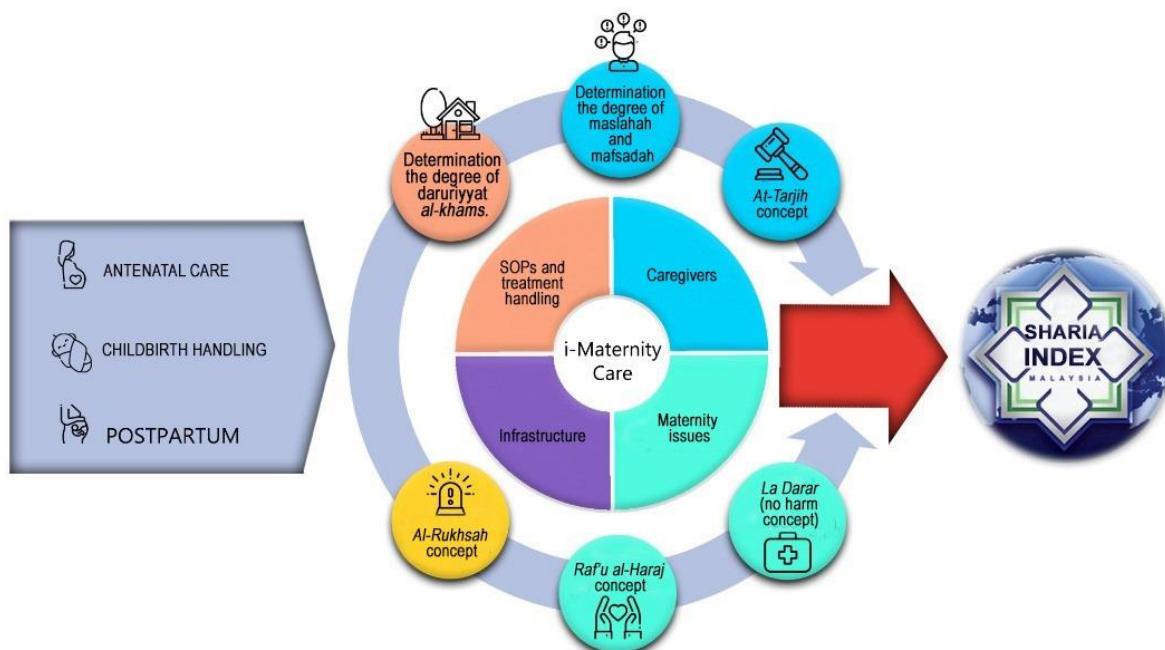 ANTENATAL CARE
CHILDBIRTH HANDLING
POSTPARTUM
Determination
the degree of
daruriyyat
al-khams.
Determination
the degree of
maslahah
and
mafsadah
At-Tarjih
concept
SOPs and
treatment
handling
Caregivers
i-Maternity
Care
Infrastructure
Maternity
issues
Al-Rukhsah
concept
Raf'u al-Haraj
concept
La Darar
(no harm
concept)
SHARIA
INDEX
MALAYSIA